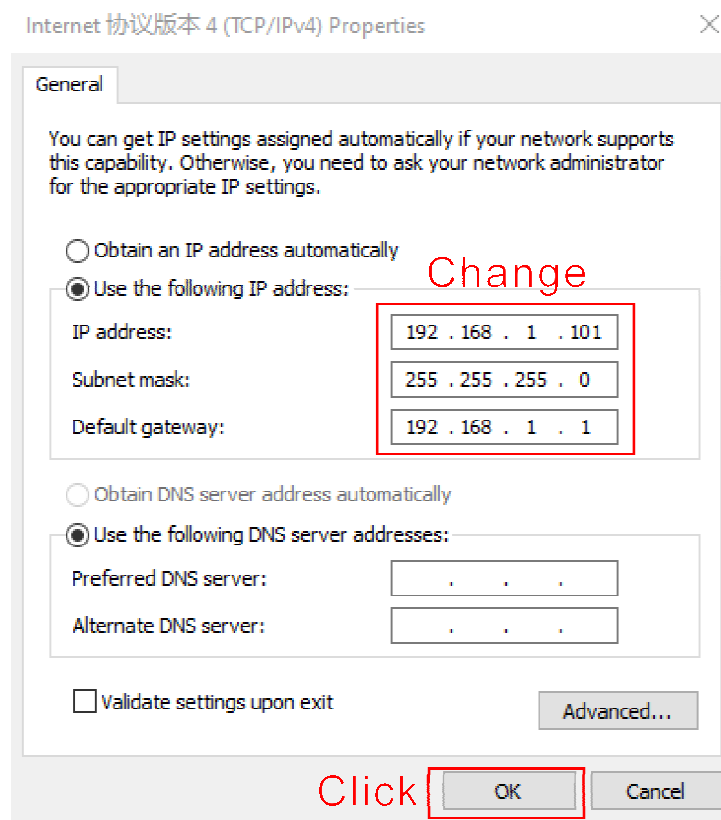 Internet 协议版本 4 (TCP/IPv4) Properties
General
You can get IP settings assigned automatically if your network supports
this capability. Otherwise, you need to ask your network administrator
for the appropriate IP settings.
Obtain an IP address automatically
Change
Use the following IP address:
IP address: 192 . 168 . 1 . 101
Subnet mask: 255 . 255 . 255 . 0
Default gateway: 192 . 168 . 1 . 1
Obtain DNS server address automatically
Use the following DNS server addresses:
Preferred DNS server: . . .
Alternate DNS server: . . .
Validate settings upon exit
Advanced...
Click OK Cancel